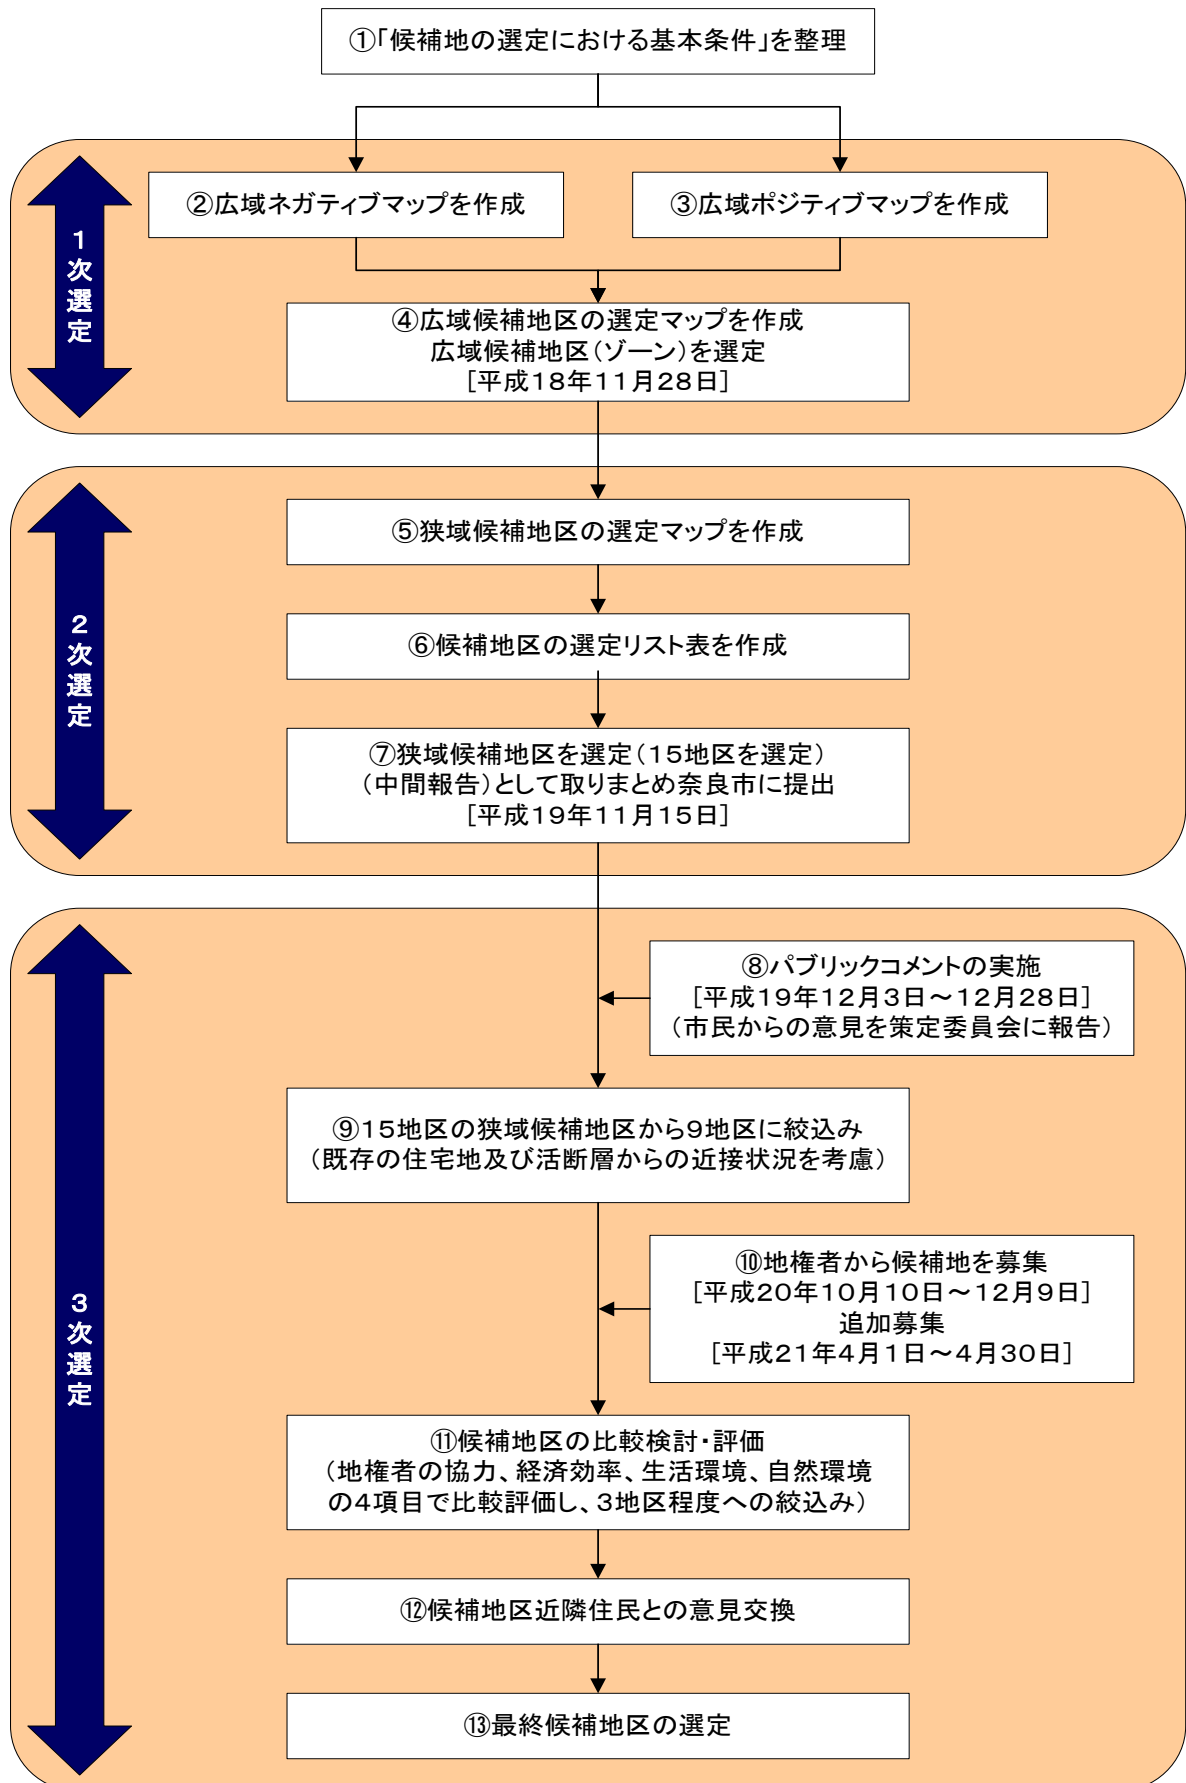 ①「候補地の選定における基本条件」を整理
1次選定
②広域ネガティブマップを作成
③広域ポジティブマップを作成
④広域候補地区の選定マップを作成
広域候補地区(ゾーン)を選定
[平成18年11月28日]
2次選定
⑤狭域候補地区の選定マップを作成
⑥候補地区の選定リスト表を作成
⑦狭域候補地区を選定(15地区を選定)
(中間報告)として取りまとめ奈良市に提出
[平成19年11月15日]
3次選定
⑧パブリックコメントの実施
[平成19年12月3日~12月28日]
(市民からの意見を策定委員会に報告)
⑨15地区の狭域候補地区から9地区に絞込み
(既存の住宅地及び活断層からの近接状況を考慮)
⑩地権者から候補地を募集
[平成20年10月10日~12月9日]
追加募集
[平成21年4月1日~4月30日]
⑪候補地区の比較検討・評価
(地権者の協力、経済効率、生活環境、自然環境
の4項目で比較評価し、3地区程度への絞込み)
⑫候補地区近隣住民との意見交換
⑬最終候補地区の選定